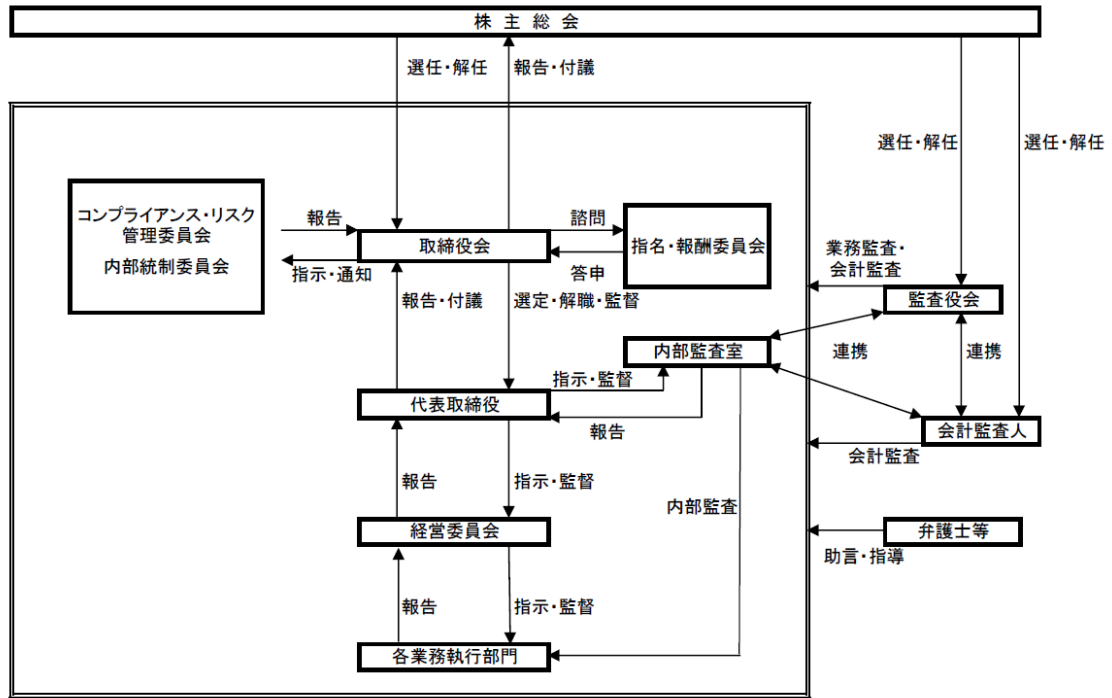 株 主 総 会
選任・解任
報告・付議
選任・解任
選任・解任
コンプライアンス・リスク
管理委員会
内部統制委員会
報告
指示・通知
取締役会
諮問
答申
指名・報酬委員会
業務監査・
会計監査
監査役会
報告・付議
選定・解職・監督
内部監査室
連携
連携
指示・監督
代表取締役
報告
会計監査人
会計監査
報告
指示・監督
内部監査
経営委員会
弁護士等
助言・指導
報告
指示・監督
各業務執行部門